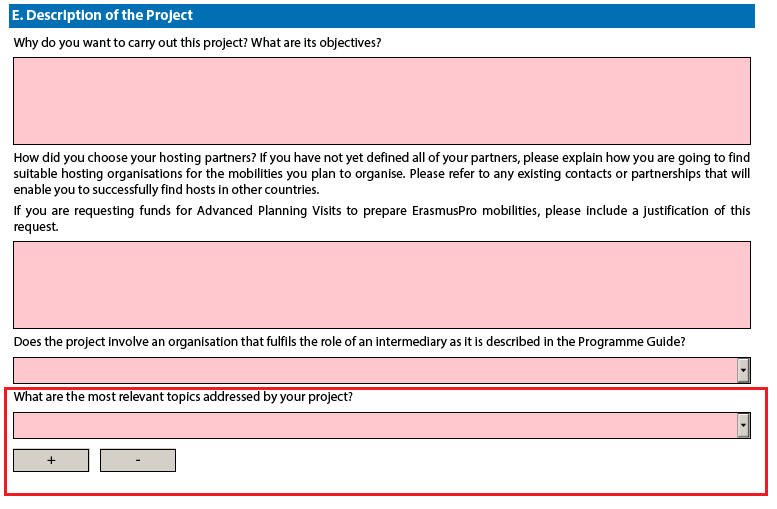 E. Description of the Project
Why do you want to carry out this project? What are its objectives?
How did you choose your hosting partners? If you have not yet defined all of your partners, please explain how you are going to find
suitable hosting organisations for the mobilities you plan to organise. Please refer to any existing contacts or partnerships that will
enable you to successfully find hosts in other countries.
If you are requesting funds for Advanced Planning Visits to prepare ErasmusPro mobilities, please include a justification of this
request.
Does the project involve an organisation that fulfils the role of an intermediary as it is described in the Programme Guide?
What are the most relevant topics addressed by your project?
+ -